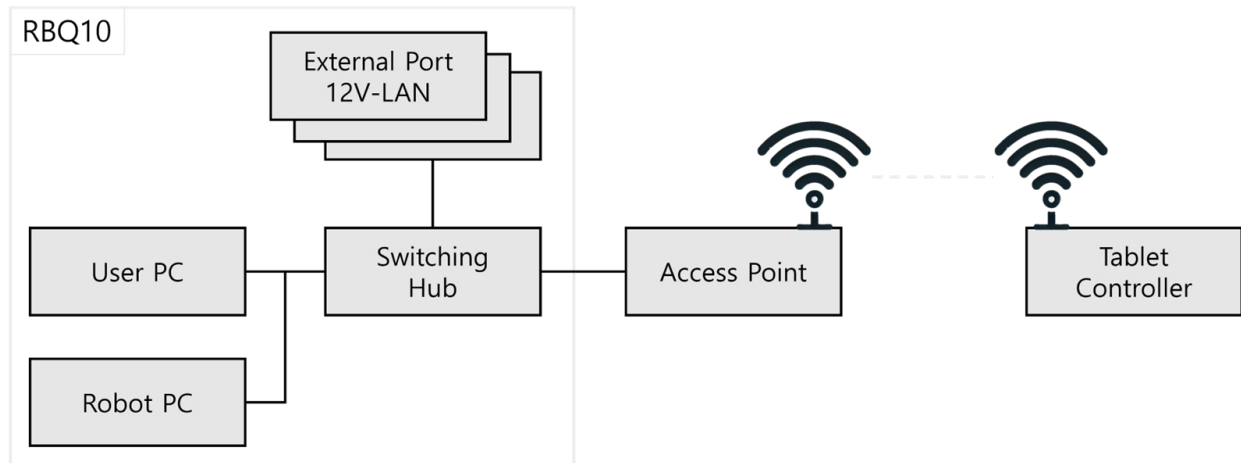 RBQ10
External Port
12V-LAN
User PC
Switching
Hub
Access Point
Tablet
Controller
Robot PC